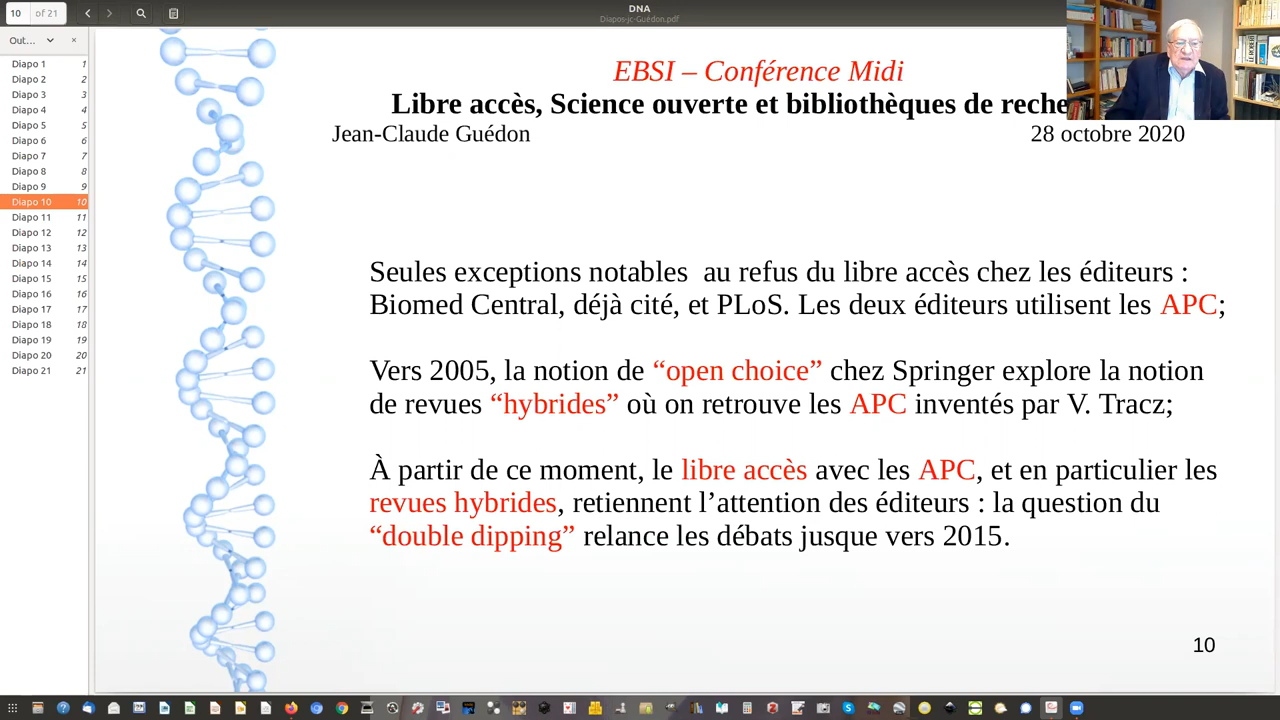 10 of 21
DNA
Diapos-jc-Guédon.pdf
Out...
Diapo 1 1
Diapo 2 2
Diapo 3 3
Diapo 4 4
Diapo 5 5
Diapo 6 6
Diapo 7 7
Diapo 8 8
Diapo 9 9
Diapo 10 10
Diapo 11 11
Diapo 12 12
Diapo 13 13
Diapo 14 14
Diapo 15 15
Diapo 16 16
Diapo 17 17
Diapo 18 18
Diapo 19 19
Diapo 20 20
Diapo 21 21
EBSI – Conférence Midi
Libre accès, Science ouverte et bibliothèques de reche
Jean-Claude Guédon 28 octobre 2020
Seules exceptions notables au refus du libre accès chez les éditeurs :
Biomed Central, déjà cité, et PLoS. Les deux éditeurs utilisent les APC;
Vers 2005, la notion de “open choice” chez Springer explore la notion
de revues “hybrides” où on retrouve les APC inventés par V. Tracz;
À partir de ce moment, le libre accès avec les APC, et en particulier les
revues hybrides, retiennent l’attention des éditeurs : la question du
“double dipping” relance les débats jusque vers 2015.
10